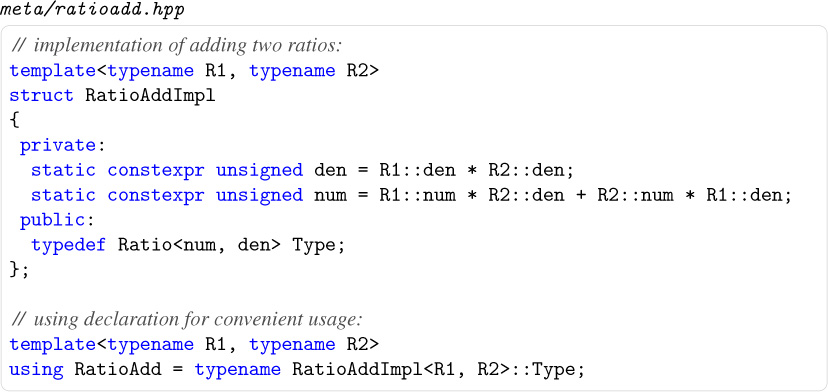 meta/ratioadd.hpp
// implementation of adding two ratios:
template<typename R1, typename R2>
struct RatioAddImpl
{
 private:
  static constexpr unsigned den = R1::den * R2::den;
  static constexpr unsigned num = R1::num * R2::den + R2::num * R1::den;
 public:
  typedef Ratio<num, den> Type;
};

// using declaration for convenient usage:
template<typename R1, typename R2>
using RatioAdd = typename RatioAddImpl<R1, R2>::Type;